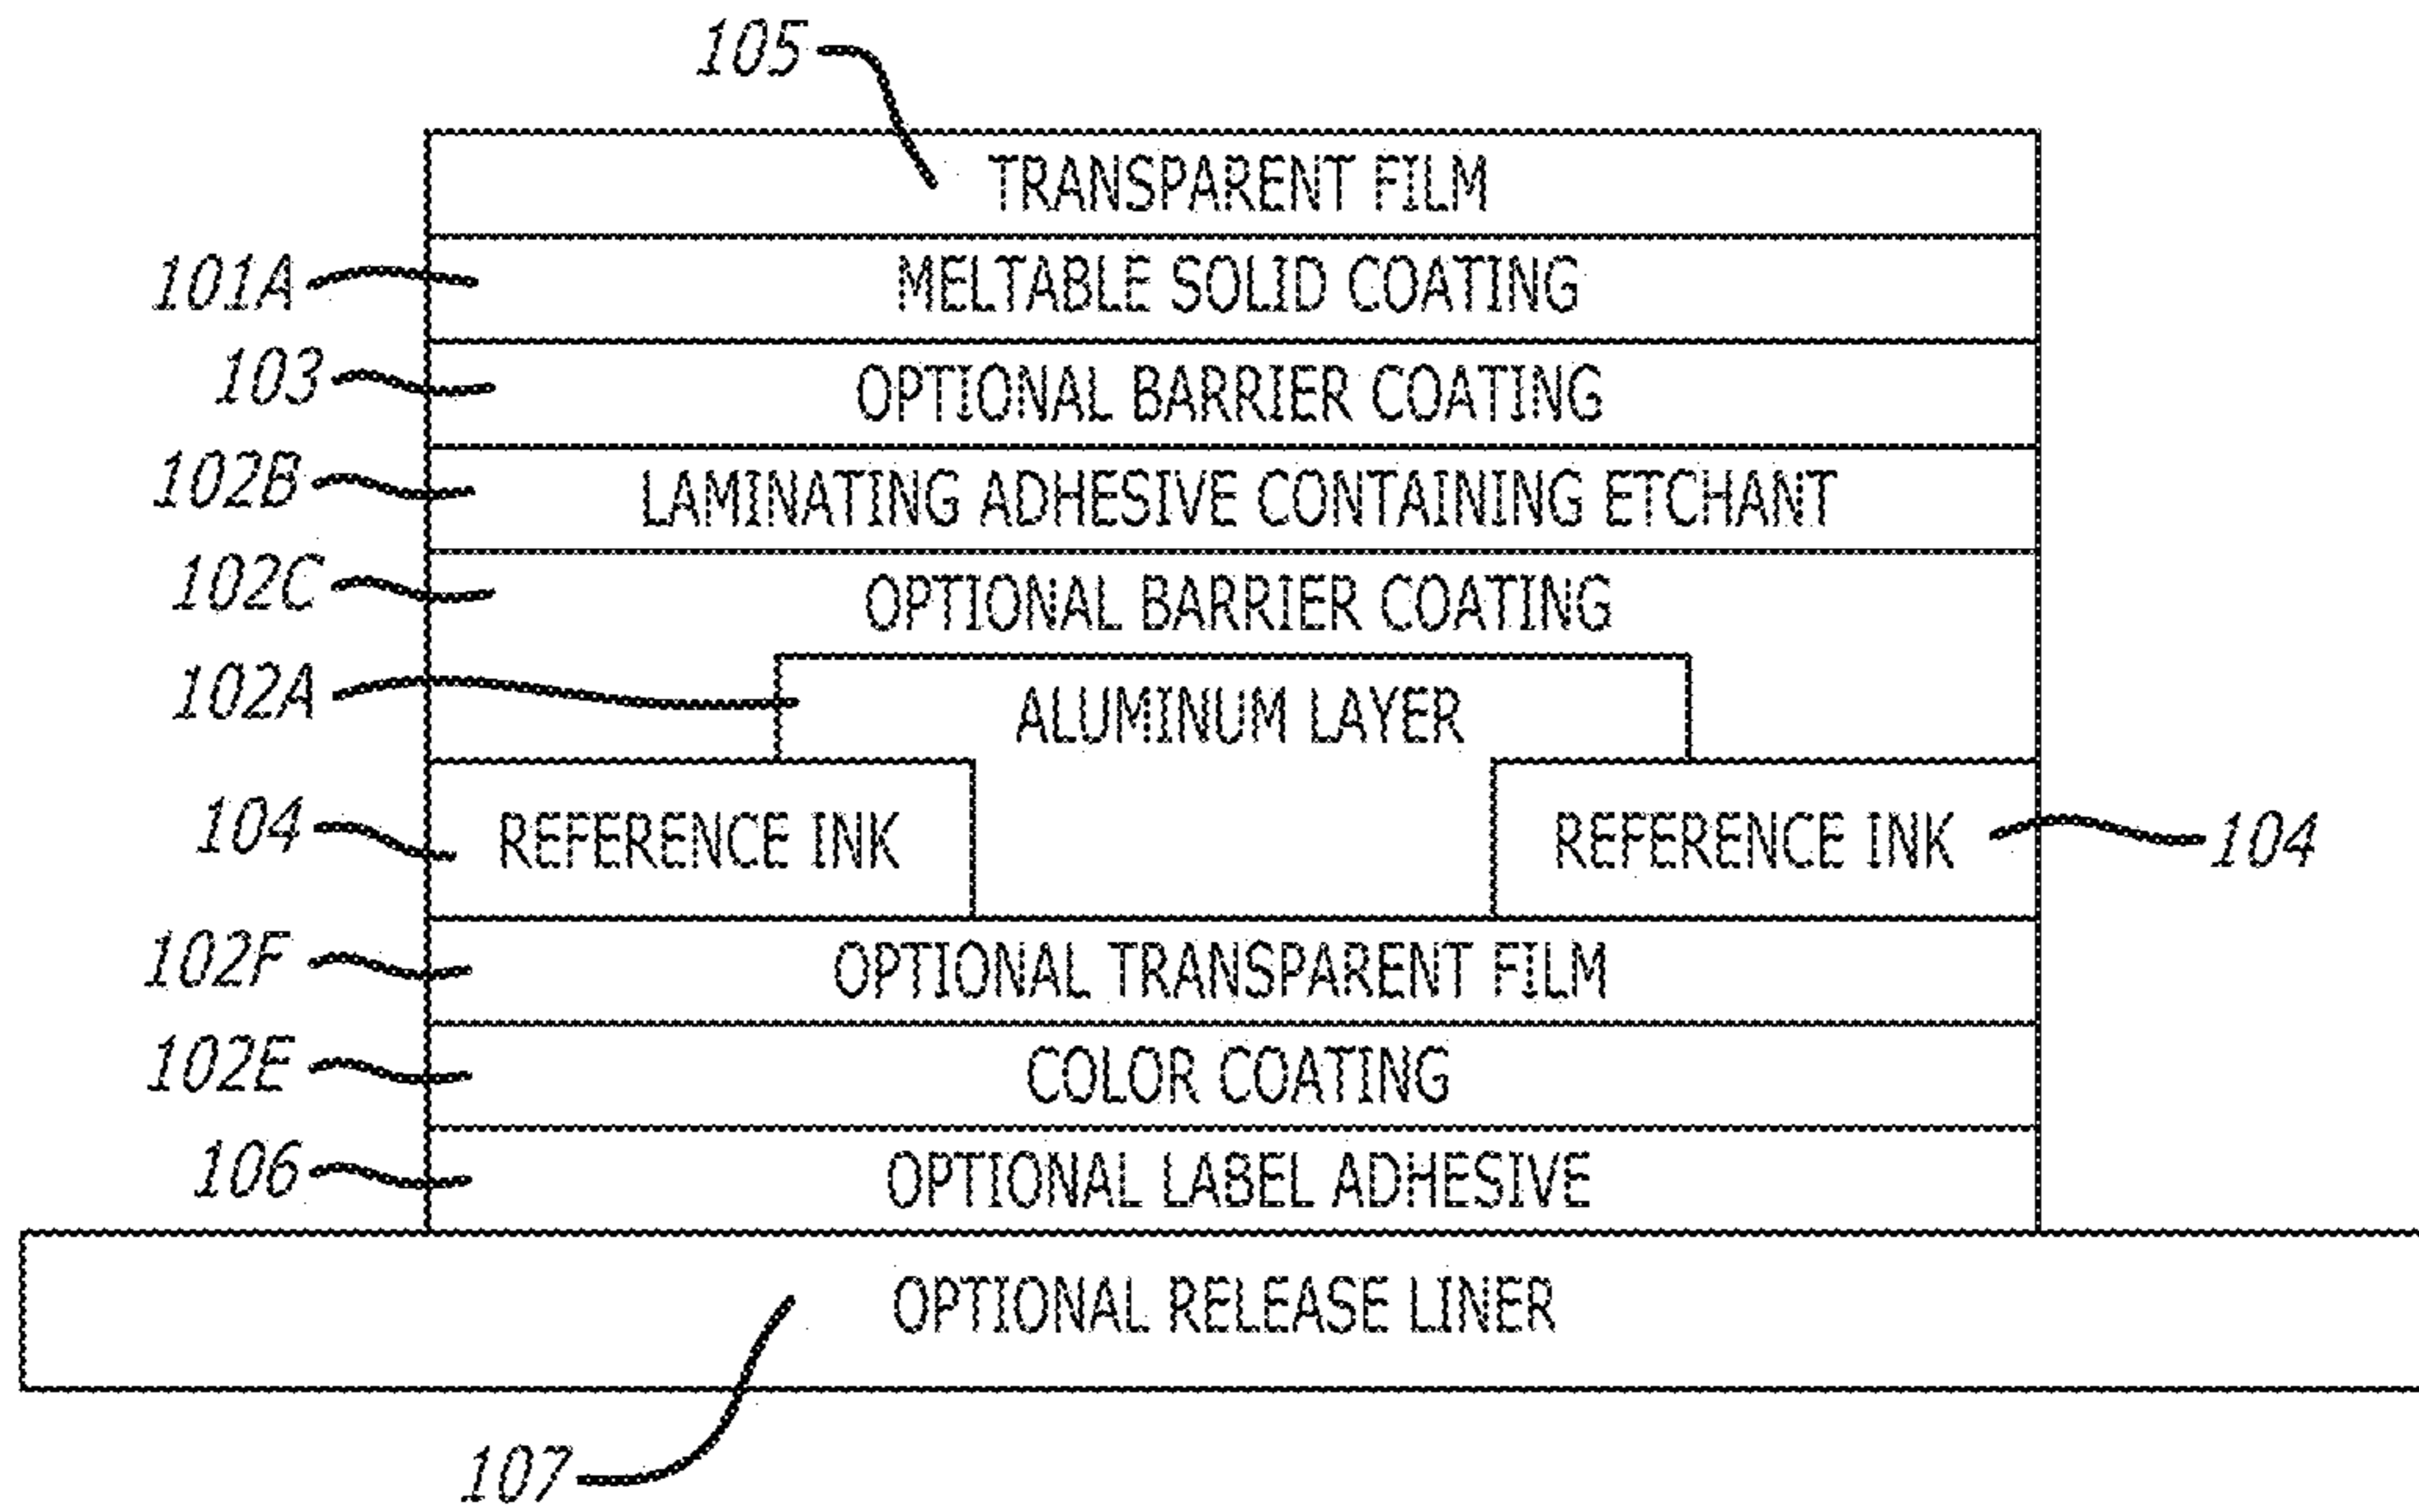 105
TRANSPARENT FILM
101A MELTABLE SOLID COATING
103 OPTIONAL BARRIER COATING
102B LAMINATING ADHESIVE CONTAINING ETCHANT
102C OPTIONAL BARRIER COATING
102A ALUMINUM LAYER
104 REFERENCE INK REFERENCE INK 104
102F OPTIONAL TRANSPARENT FILM
102E COLOR COATING
106 OPTIONAL LABEL ADHESIVE
OPTIONAL RELEASE LINER
107